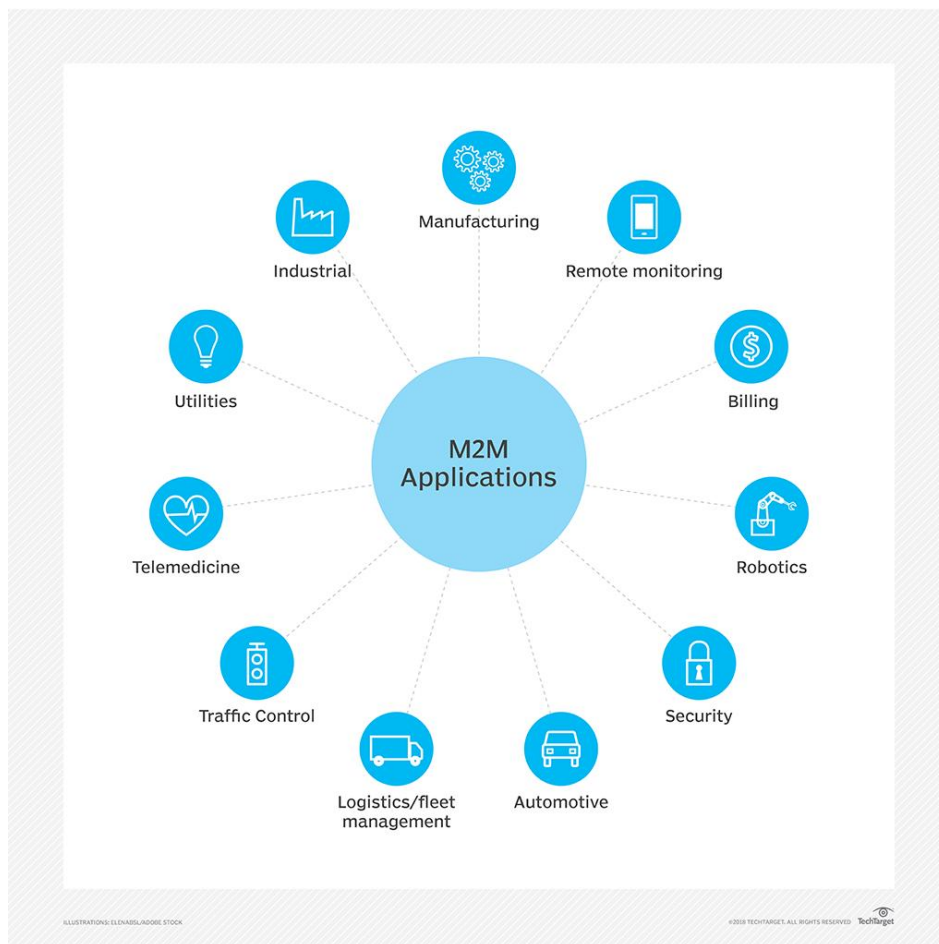 Manufacturing
Remote monitoring
Industrial
Billing
Utilities
M2M
Applications
Robotics
Telemedicine
Security
Traffic Control
Automotive
Logistics/fleet
management
ILLUSTRATIONS: ELENABSL/ADOBE STOCK
©2018 TECHTARGET. ALL RIGHTS RESERVED TechTarget